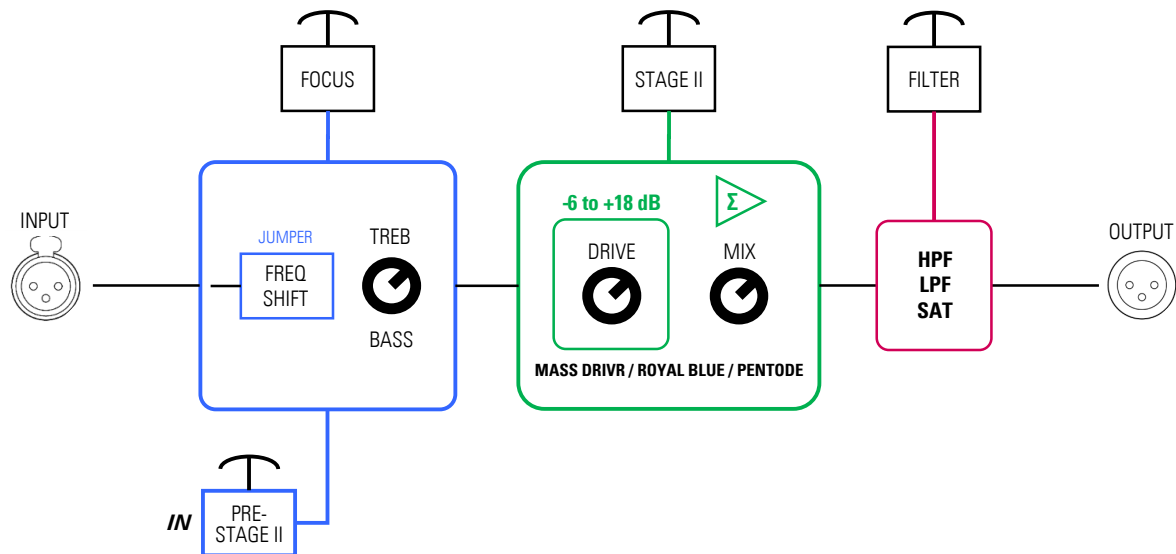 FOCUS
STAGE II
FILTER
INPUT
JUMPER
FREQ
SHIFT
TREB
BASS
-6 to +18 dB
Σ
DRIVE
MIX
MASS DRIVR / ROYAL BLUE / PENTODE
HPF
LPF
SAT
OUTPUT
IN
PRE-
STAGE II